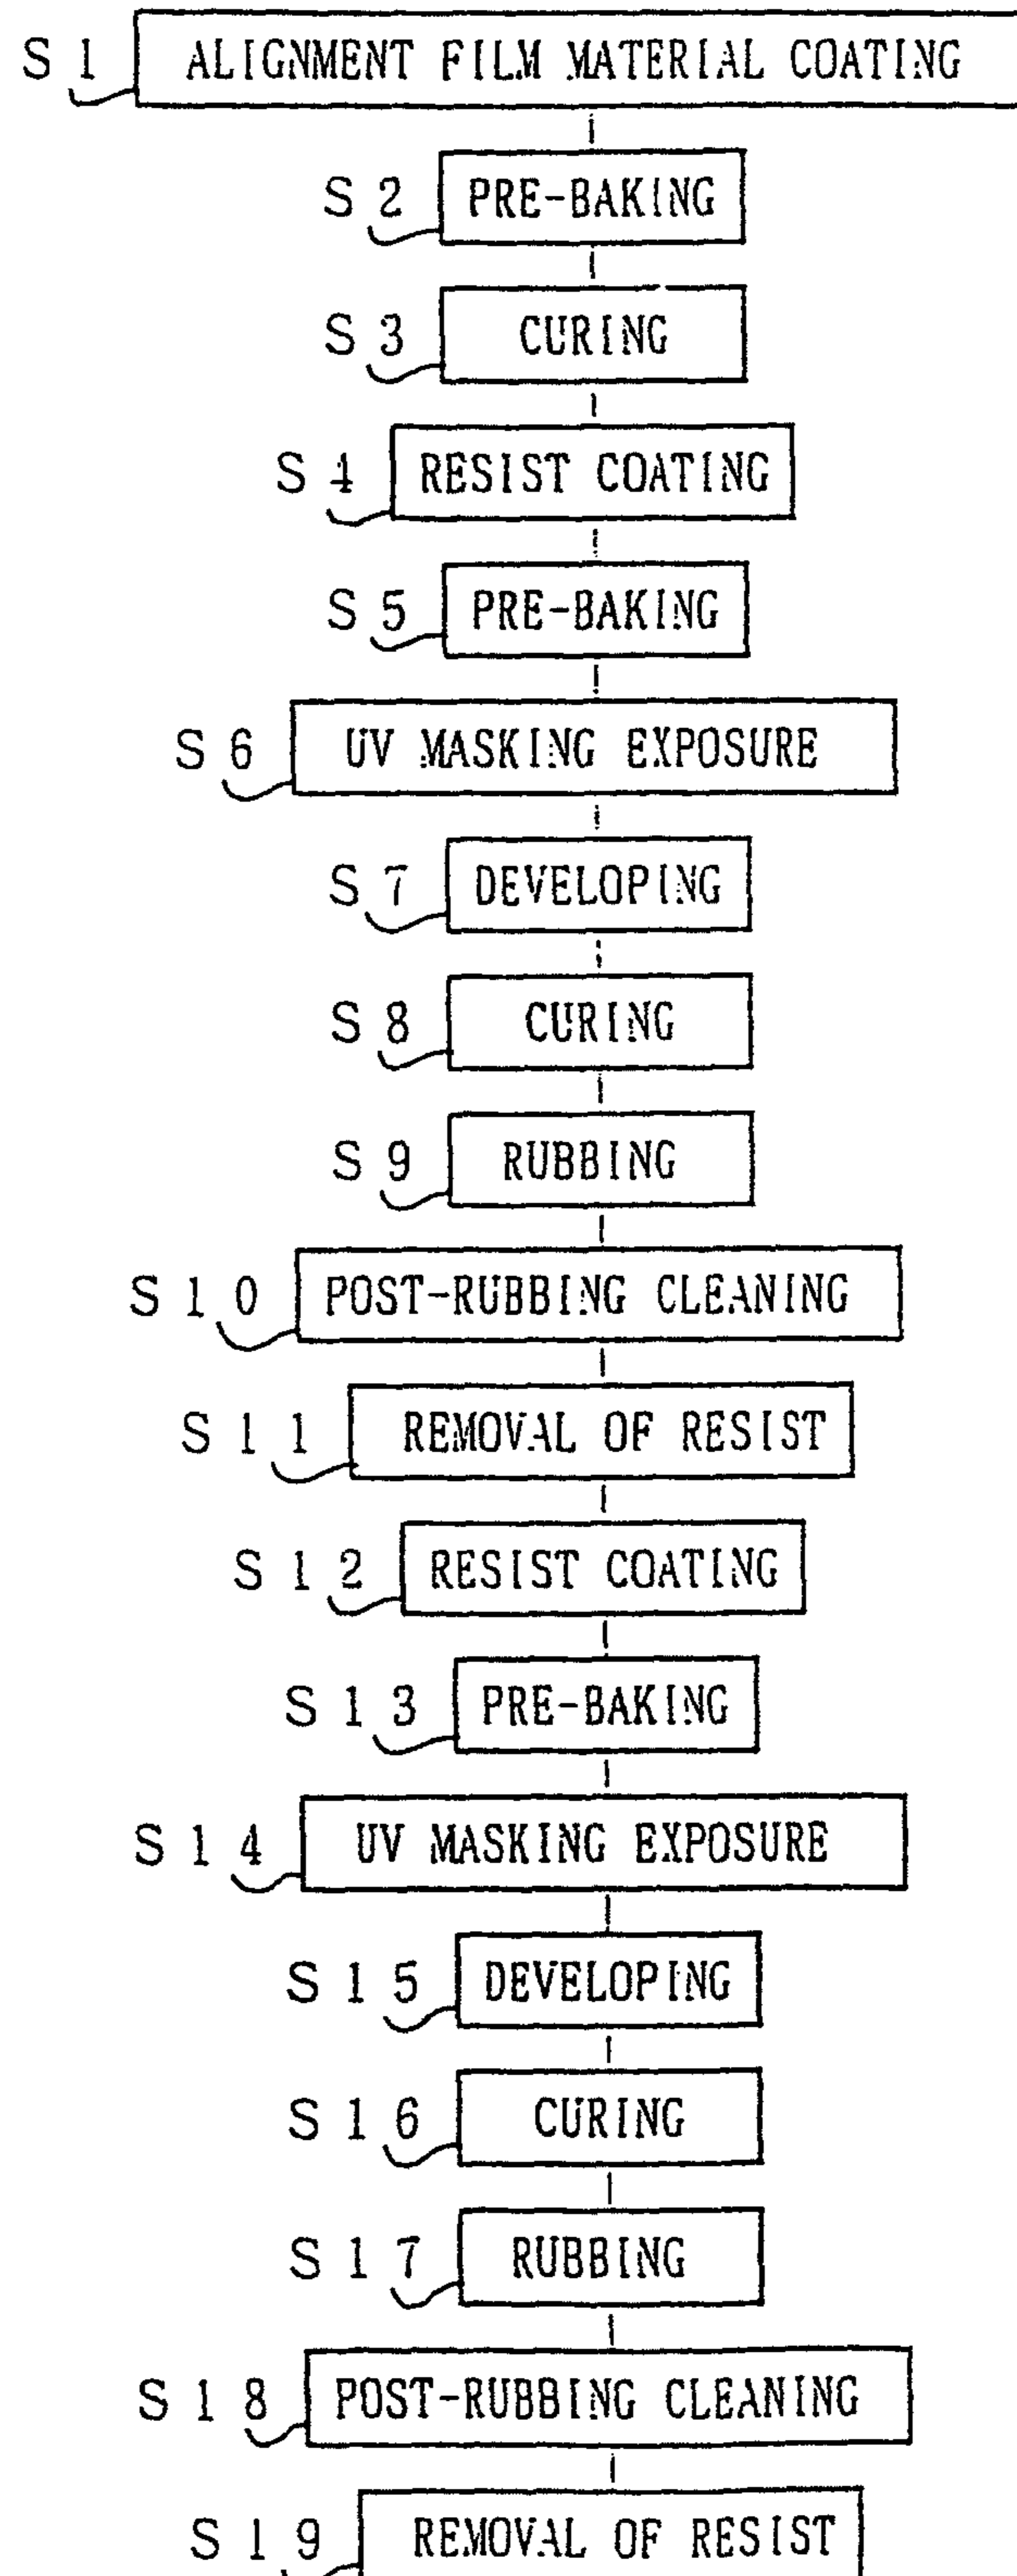 S1 ALIGNMENT FILM MATERIAL COATING
S2 PRE-BAKING
S3 CURING
S4 RESIST COATING
S5 PRE-BAKING
S6 UV MASKING EXPOSURE
S7 DEVELOPING
S8 CURING
S9 RUBBING
S10 POST-RUBBING CLEANING
S11 REMOVAL OF RESIST
S12 RESIST COATING
S13 PRE-BAKING
S14 UV MASKING EXPOSURE
S15 DEVELOPING
S16 CURING
S17 RUBBING
S18 POST-RUBBING CLEANING
S19 REMOVAL OF RESIST